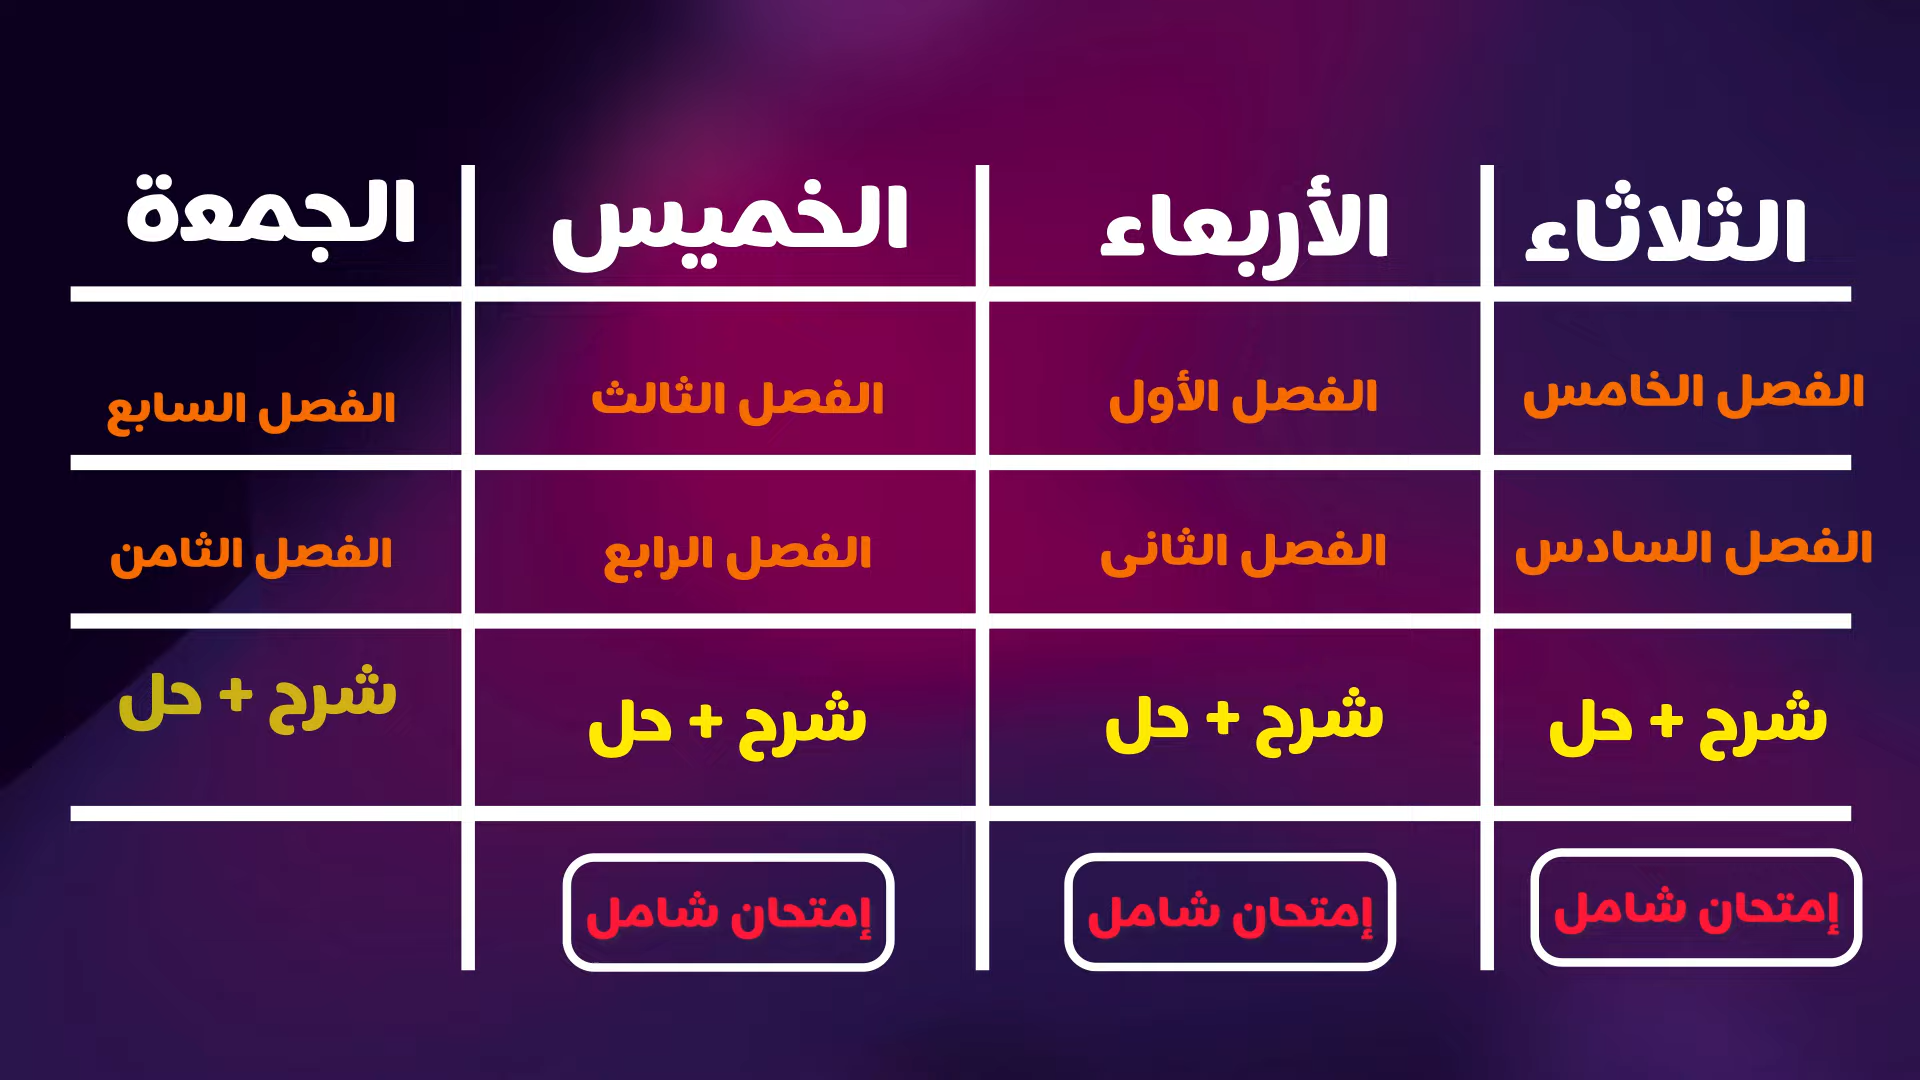 الثلاثاء
الأربعاء
الخميس
الجمعة
الفصل الخامس
الفصل الأول
الفصل الثالث
الفصل السابع
الفصل السادس
الفصل الثانى
الفصل الرابع
الفصل الثامن
شرح + حل
شرح + حل
شرح + حل
شرح + حل
إمتحان شامل
إمتحان شامل
إمتحان شامل